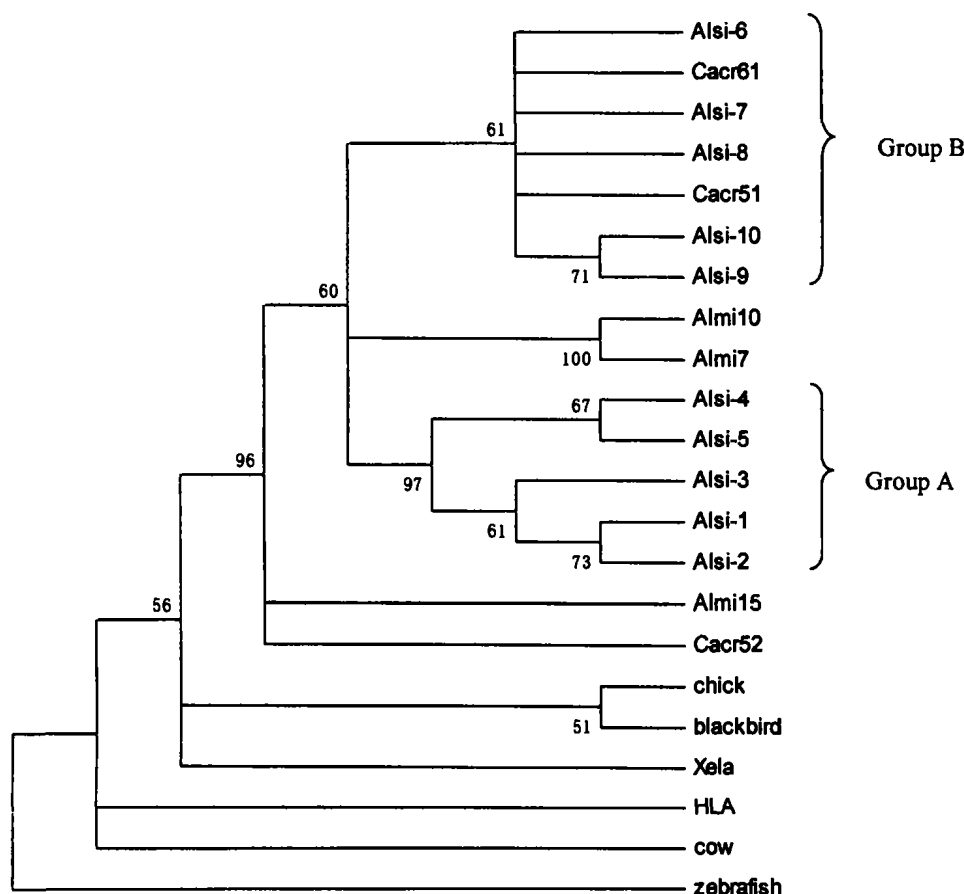 Alsi-6
Cacr61
Alsi-7
61
Alsi-8
Group B
Cacr51
Alsi-10
71
Alsi-9
60
Almi10
100
Almi7
67
Alsi-4
Alsi-5
96
97
Alsi-3
Group A
61
Alsi-1
73
Alsi-2
56
Almi15
Cacr52
chick
51
blackbird
Xela
HLA
cow
zebrafish